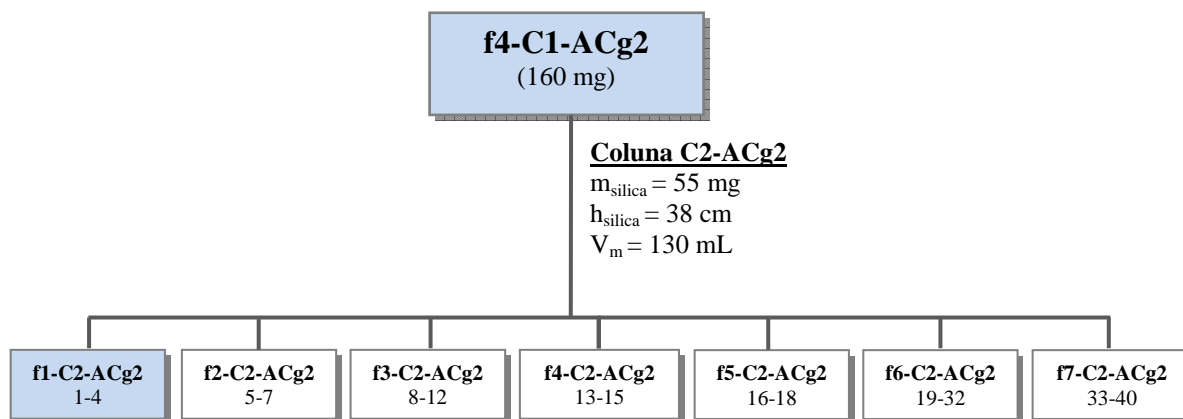 f4-C1-ACg2
(160 mg)
Coluna C2-ACg2
msilica = 55 mg
hsilica = 38 cm
Vm = 130 mL
f1-C2-ACg2
1-4
f2-C2-ACg2
5-7
f3-C2-ACg2
8-12
f4-C2-ACg2
13-15
f5-C2-ACg2
16-18
f6-C2-ACg2
19-32
f7-C2-ACg2
33-40